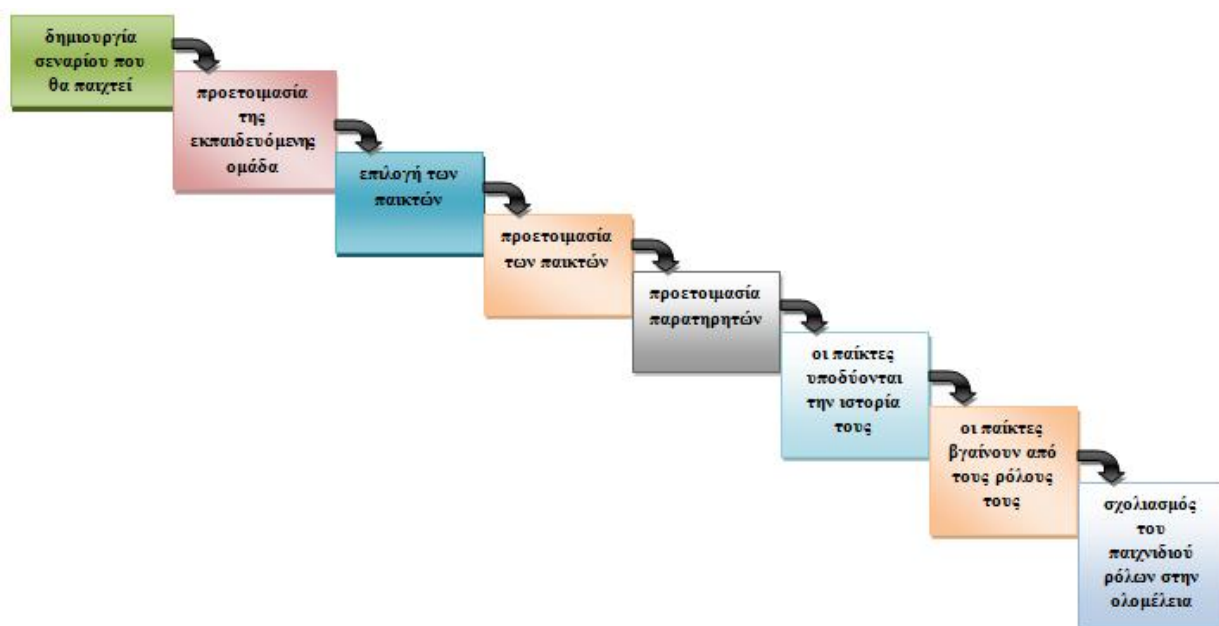 δημιουργία
σεναρίου που
θα παιχτεί
προετοιμασία
της
εκπαιδευόμενης
ομάδα
επιλογή των
παικτών
προετοιμασία
των παικτών
προετοιμασία
παρατηρητών
οι παίκτες
υποδύονται
την ιστορία
τους
οι παίκτες
βγαίνουν από
τους ρόλους
τους
σχολιασμός
του
παιχνιδιού
ρόλων στην
ολομέλεια